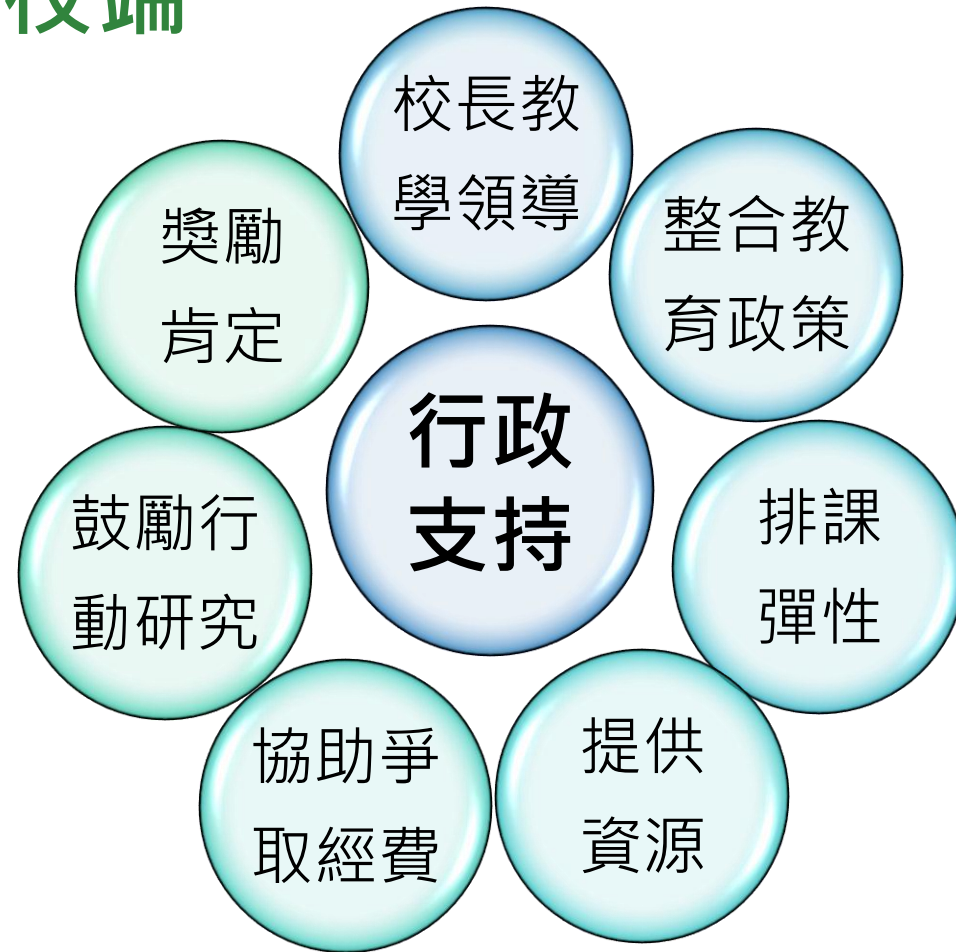 校端
校長教
學領導
整合教
育政策
排課
彈性
提供
資源
協助爭
取經費
鼓勵行
動研究
獎勵
肯定
行政
支持